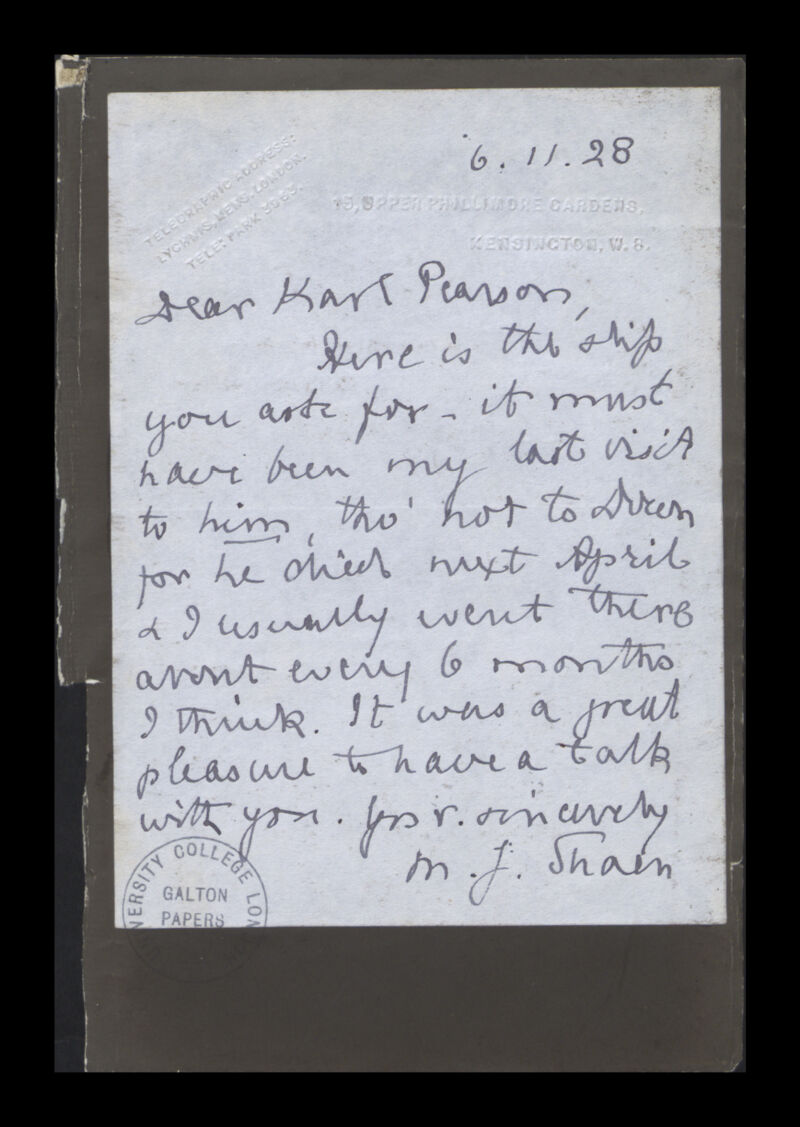 6.11.28
TELEGRAPHIC ADDRESS:
LYCHNIS, KENS, LONDON.
TELE: PARK
15, UPPER PHILLIMORE GARDENS,
KENSINGTON, W. 8.
Dear Karl Pearson,
Here is the slip
you ask for - it must
have been my last visit
to him, tho' not to Down
for he died next April
& I usually went there
about every 6 months
I think. It was a great
pleasure to have a talk
with you. Yrs v. sincerely
M. J. Shaen
UNIVERSITY COLLEGE LONDON
GALTON
PAPERS